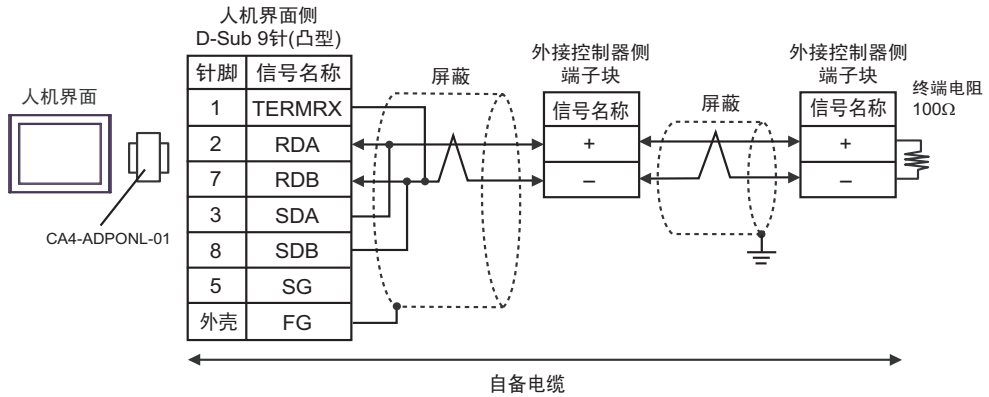 人机界面侧
D-Sub 9针(凸型)
针脚 信号名称
1 TERMRX
2 RDA
7 RDB
3 SDA
8 SDB
5 SG
外壳 FG
人机界面
CA4-ADPONL-01
屏蔽
外接控制器侧
端子块
信号名称
+
–
屏蔽
外接控制器侧
端子块
信号名称
+
–
终端电阻
100Ω
自备电缆